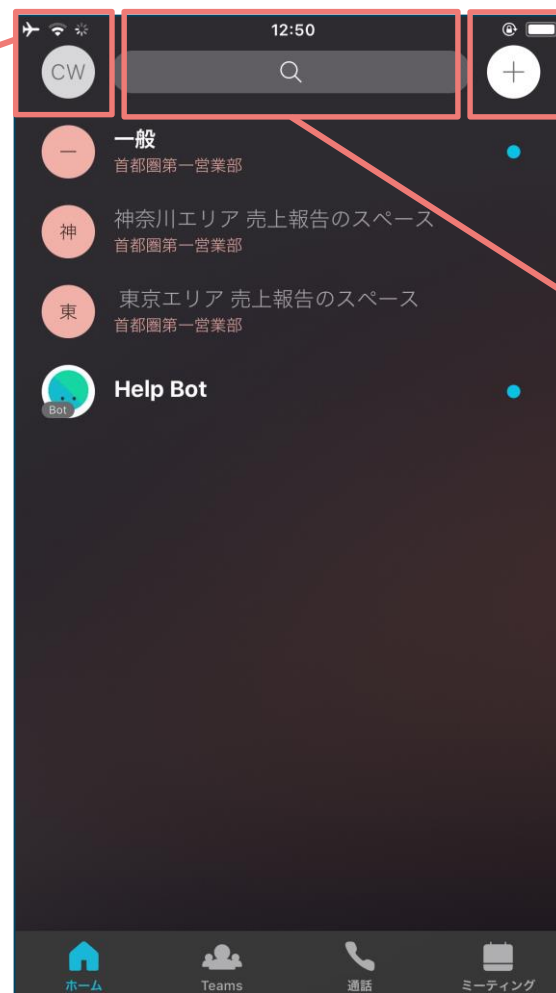 12:50
CW
一
一般
首都圏第一営業部
神
神奈川エリア 売上報告のスペース
首都圏第一営業部
東
東京エリア 売上報告のスペース
首都圏第一営業部
Help Bot
Bot
ホーム
Teams
通話
ミーティング